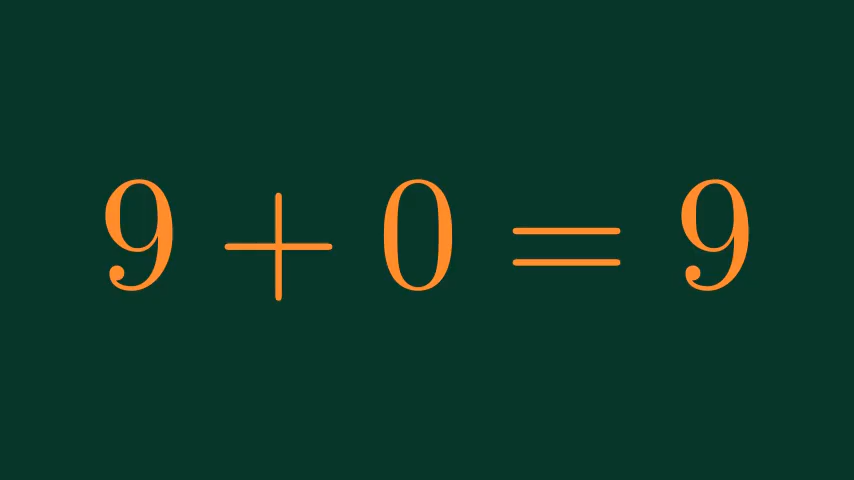 9 + 0 = 9